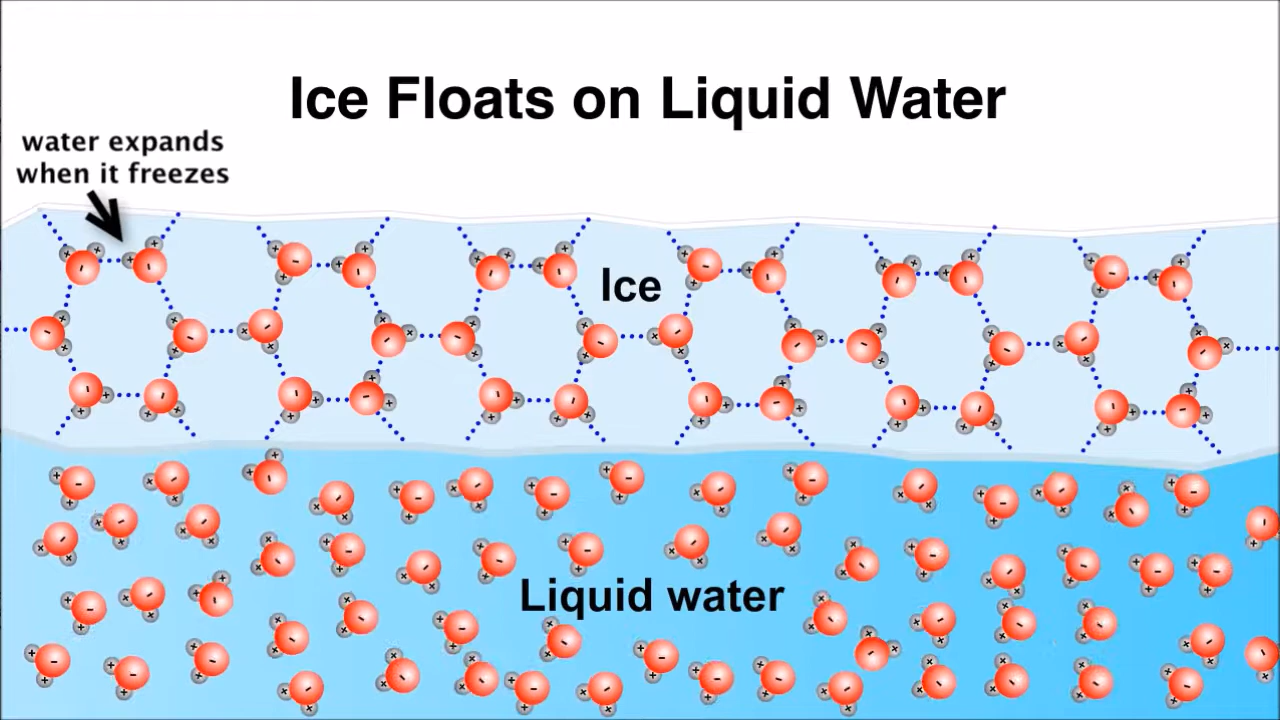 Ice Floats on Liquid Water
water expands
when it freezes
Ice
Liquid water